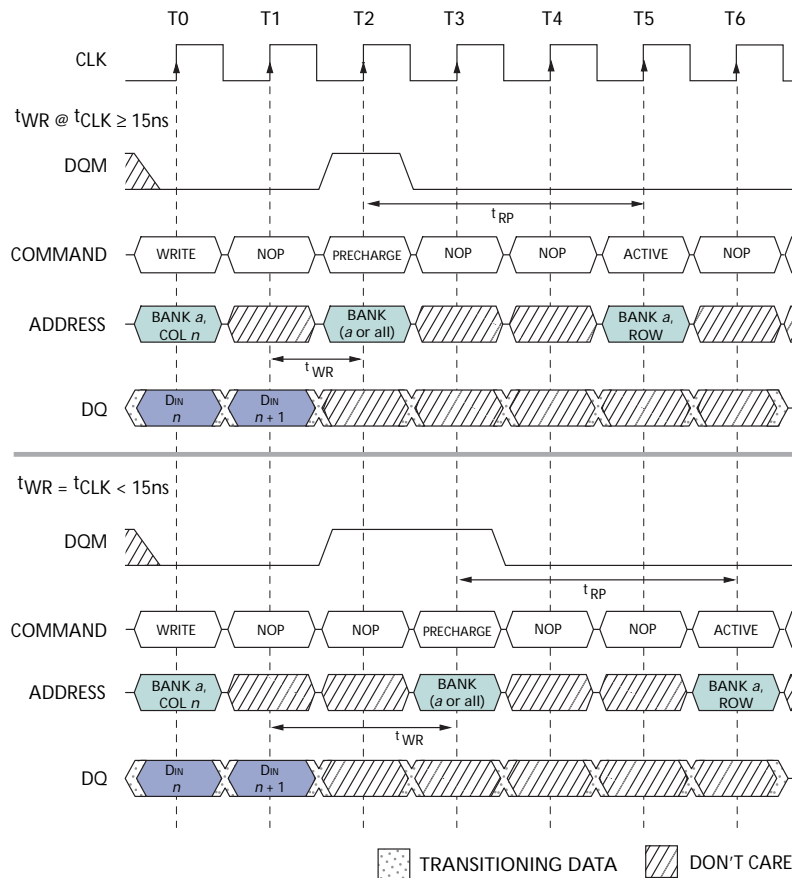 T0 T1 T2 T3 T4 T5 T6
CLK
tWR @ tCLK ≥ 15ns
DQM
tRP
COMMAND WRITE NOP PRECHARGE NOP NOP ACTIVE NOP
ADDRESS BANK a, COL n BANK (a or all) BANK a, ROW
tWR
DQ DIN n DIN n + 1
tWR = tCLK < 15ns
DQM
tRP
COMMAND WRITE NOP NOP PRECHARGE NOP NOP ACTIVE
ADDRESS BANK a, COL n BANK (a or all) BANK a, ROW
tWR
DQ DIN n DIN n + 1
TRANSITIONING DATA DON'T CARE